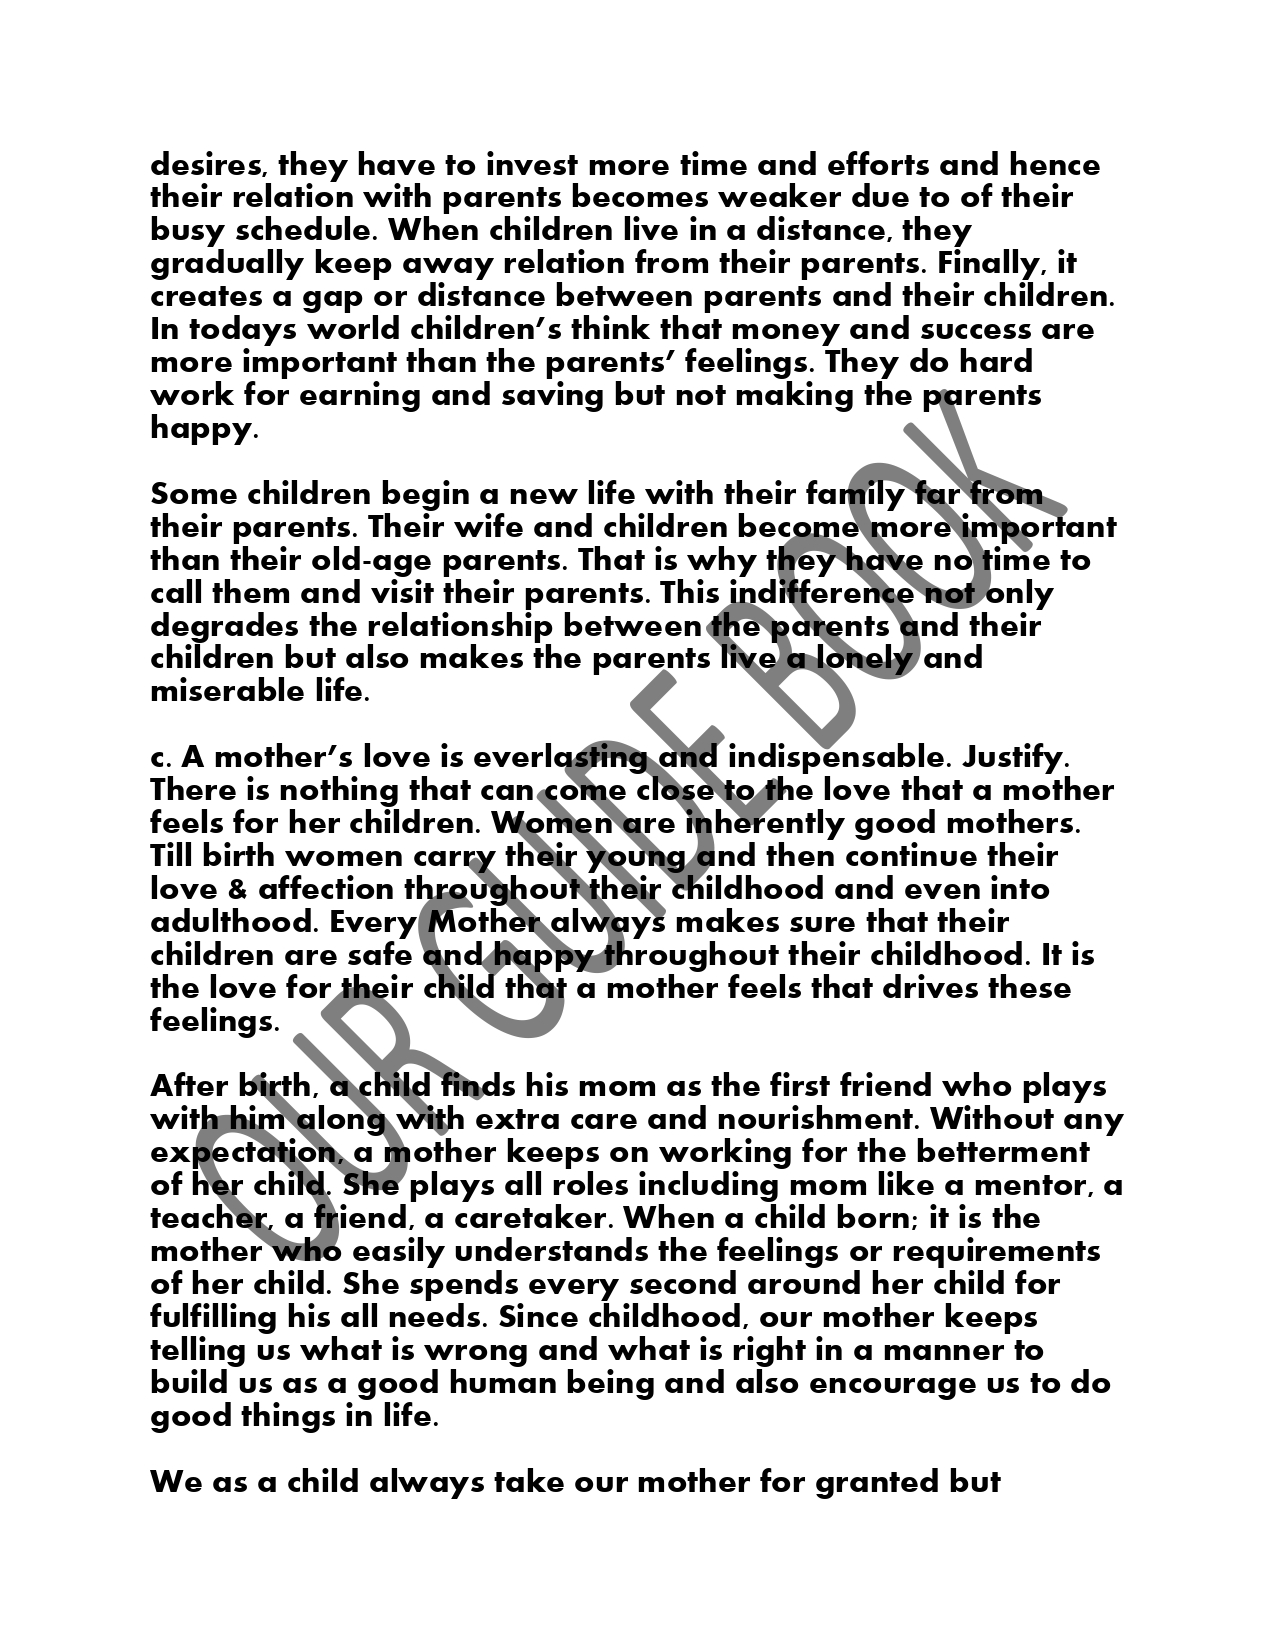 desires, they have to invest more time and efforts and hence
their relation with parents becomes weaker due to of their
busy schedule. When children live in a distance, they
gradually keep away relation from their parents. Finally, it
creates a gap or distance between parents and their children.
In todays world children’s think that money and success are
more important than the parents’ feelings. They do hard
work for earning and saving but not making the parents
happy.
Some children begin a new life with their family far from
their parents. Their wife and children become more important
than their old-age parents. That is why they have no time to
call them and visit their parents. This indifference not only
degrades the relationship between the parents and their
children but also makes the parents live a lonely and
miserable life.
c. A mother’s love is everlasting and indispensable. Justify.
There is nothing that can come close to the love that a mother
feels for her children. Women are inherently good mothers.
Till birth women carry their young and then continue their
love & affection throughout their childhood and even into
adulthood. Every Mother always makes sure that their
children are safe and happy throughout their childhood. It is
the love for their child that a mother feels that drives these
feelings.
After birth, a child finds his mom as the first friend who plays
with him along with extra care and nourishment. Without any
expectation, a mother keeps on working for the betterment
of her child. She plays all roles including mom like a mentor, a
teacher, a friend, a caretaker. When a child born; it is the
mother who easily understands the feelings or requirements
of her child. She spends every second around her child for
fulfilling his all needs. Since childhood, our mother keeps
telling us what is wrong and what is right in a manner to
build us as a good human being and also encourage us to do
good things in life.
We as a child always take our mother for granted but
OUR GUIDE BOOK